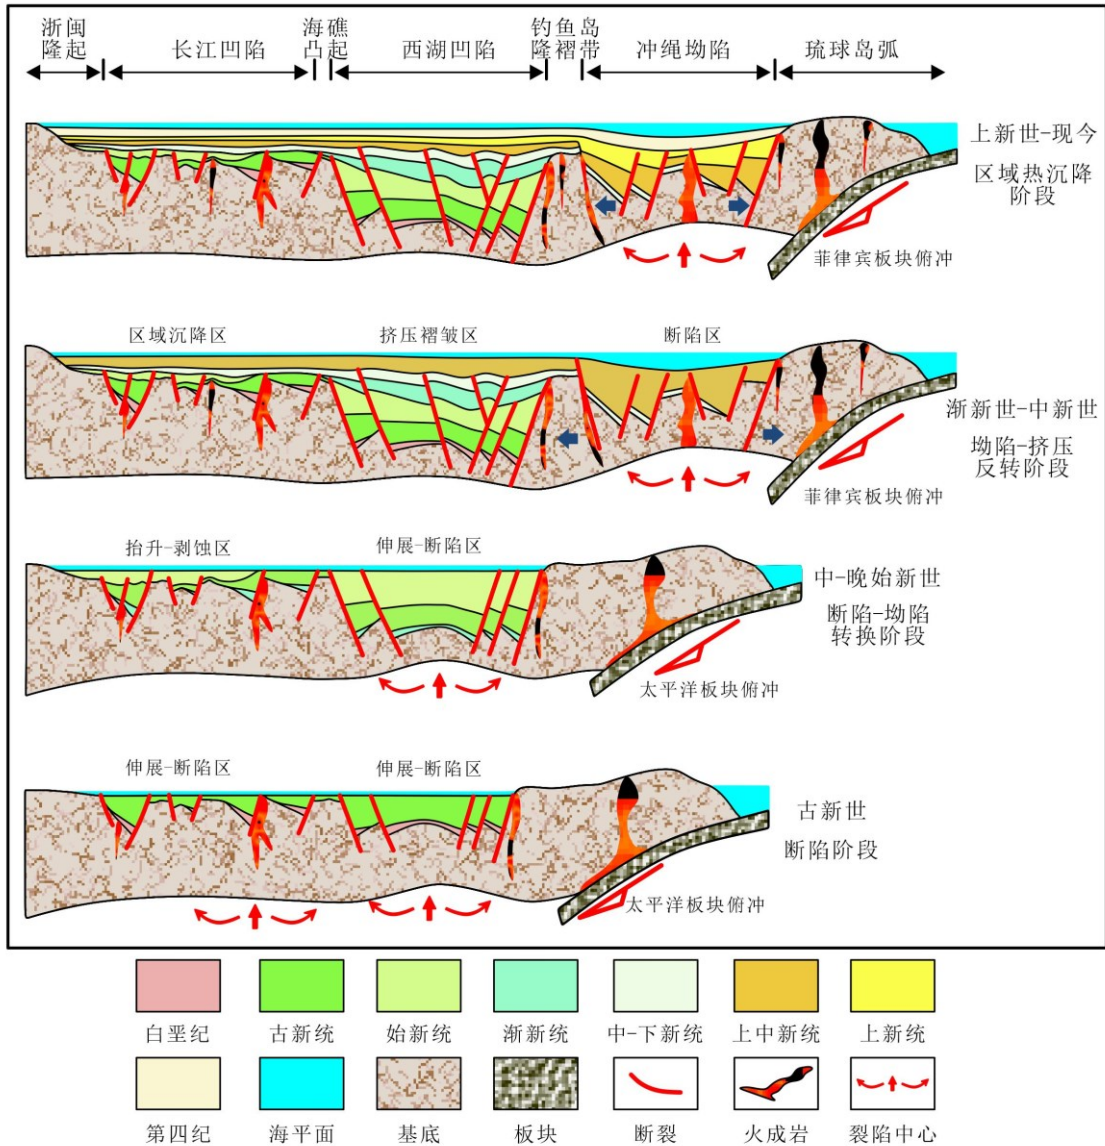 浙闽
隆起
长江凹陷
海礁
凸起
西湖凹陷
钓鱼岛
隆褶带
冲绳坳陷
琉球岛弧
上新世-现今
区域热沉降
阶段
菲律宾板块俯冲
区域沉降区
挤压褶皱区
断陷区
渐新世-中新世
坳陷-挤压
反转阶段
菲律宾板块俯冲
抬升-剥蚀区
伸展-断陷区
中-晚始新世
断陷-坳陷
转换阶段
太平洋板块俯冲
伸展-断陷区
伸展-断陷区
古新世
断陷阶段
太平洋板块俯冲
白垩纪
古新统
始新统
渐新统
中-下新统
上中新统
上新统
第四纪
海平面
基底
板块
断裂
火成岩
裂陷中心